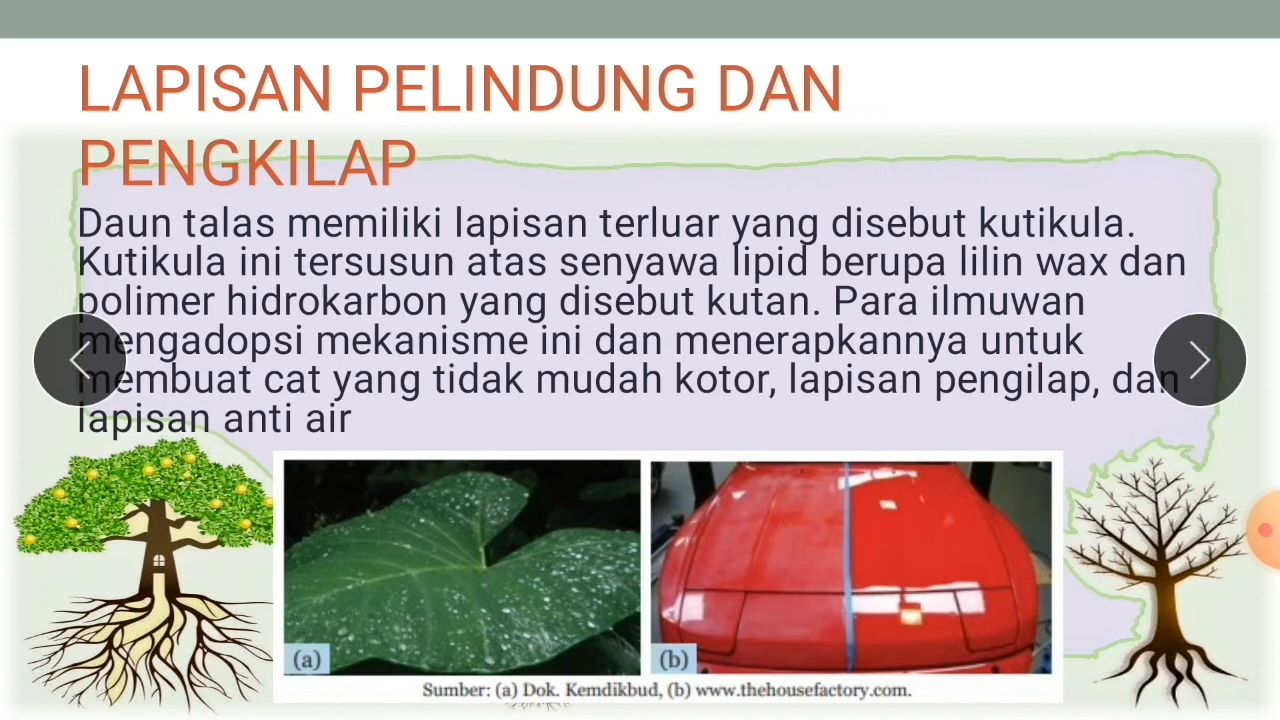 LAPISAN PELINDUNG DAN
PENGKILAP
Daun talas memiliki lapisan terluar yang disebut kutikula.
Kutikula ini tersusun atas senyawa lipid berupa lilin wax dan
polimer hidrokarbon yang disebut kutan. Para ilmuwan
mengadopsi mekanisme ini dan menerapkannya untuk
membuat cat yang tidak mudah kotor, lapisan pengilap, dan
lapisan anti air
(a) (b)
Sumber: (a) Dok. Kemdikbud, (b) www.thehousefactory.com.